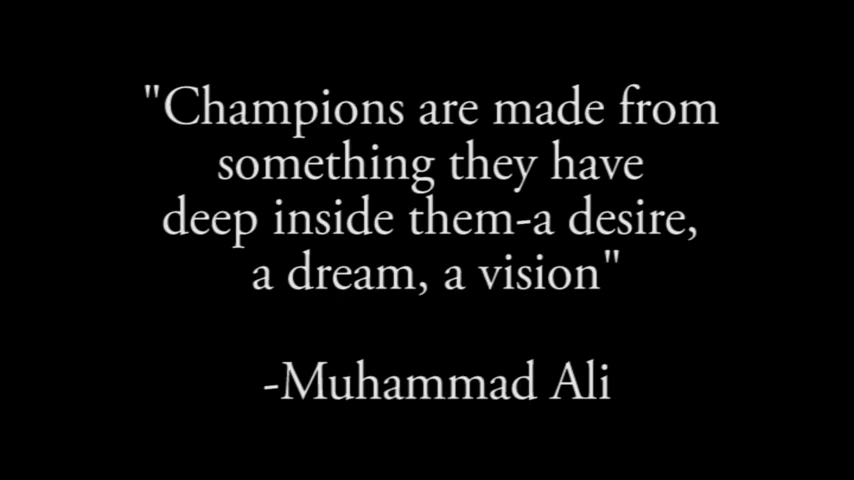 "Champions are made from
something they have
deep inside them-a desire,
a dream, a vision"
-Muhammad Ali